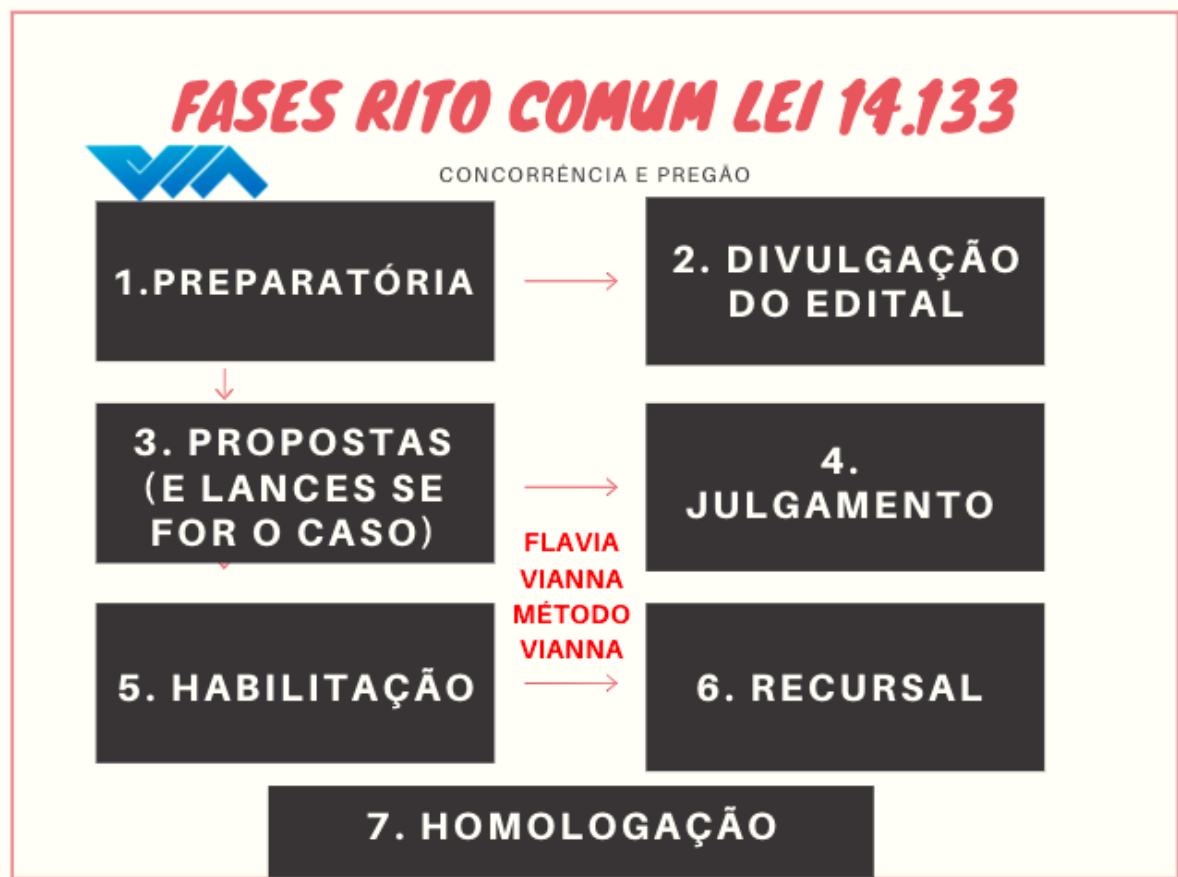 FASES RITO COMUM LEI 14.133
VIA
CONCORRÊNCIA E PREGÃO
1.PREPARATÓRIA
2. DIVULGAÇÃO
DO EDITAL
3. PROPOSTAS
(E LANCES SE
FOR O CASO)
4.
JULGAMENTO
FLAVIA
VIANNA
MÉTODO
VIANNA
5. HABILITAÇÃO
6. RECURSAL
7. HOMOLOGAÇÃO